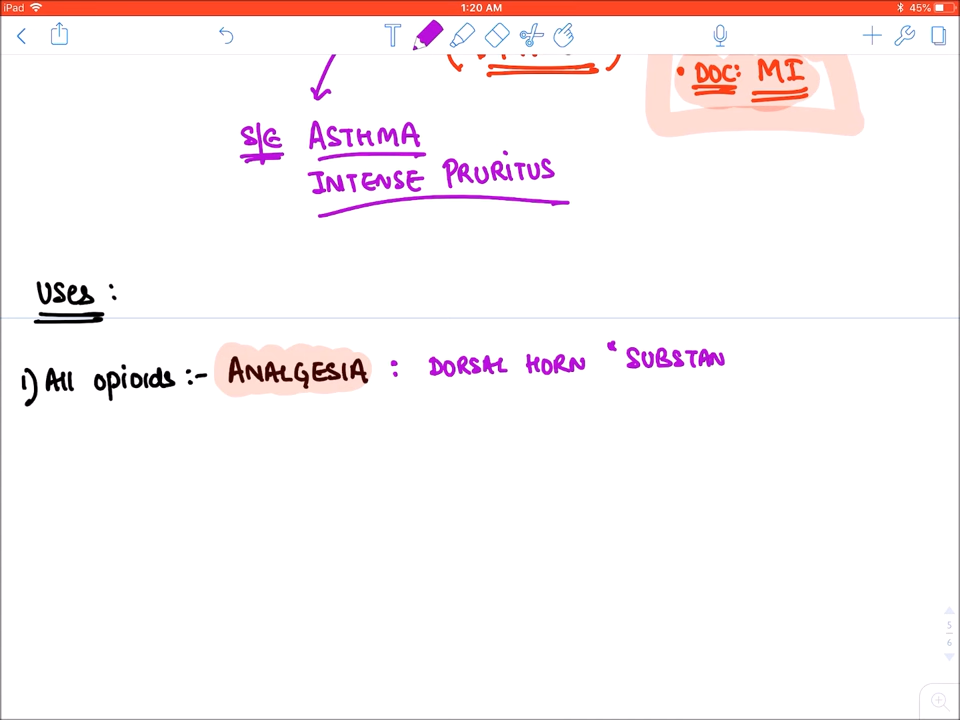 iPad 1:20 AM 45%
T
• DOC: MI
S/E ASTHMA
INTENSE PRURITUS
Uses :
1) All opioids :- ANALGESIA : DORSAL HORN "SUBSTAN
5
6